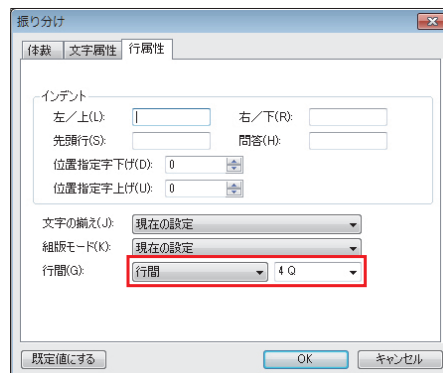 振り分け
体裁 文字属性 行属性
インデント
左/上(L): 右/下(R):
先頭行(S): 問答(H):
位置指定字下げ(D): 0
位置指定字上げ(U): 0
文字の揃え(J): 現在の設定
組版モード(K): 現在の設定
行間(G): 行間 4 Q
既定値にする OK キャンセル